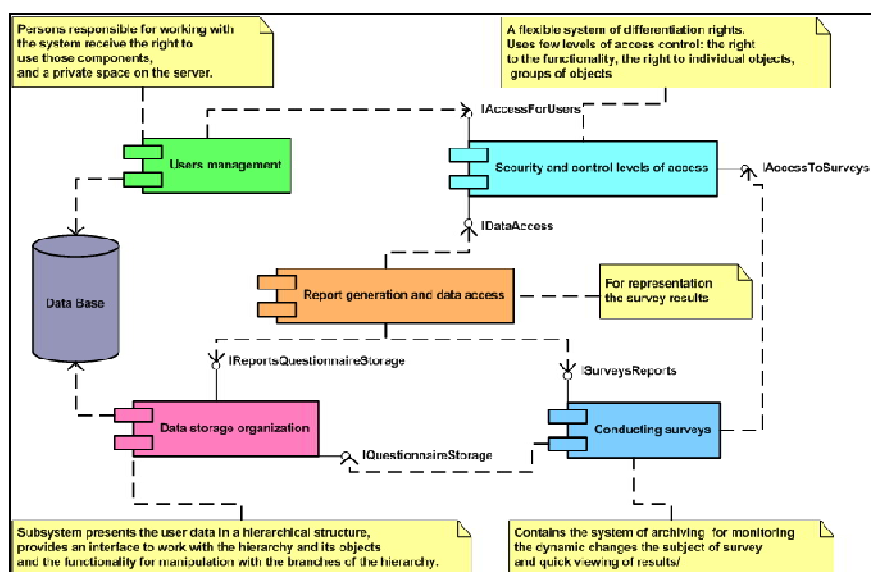 Persons responsible for working with
the system receive the right to
use those components,
and a private space on the server.
A flexible system of differentiation rights.
Uses few levels of access control: the right
to the functionality, the right to individual objects,
groups of objects
IAccessForUsers
Users management
Security and control levels of access
IAccessToSurveys
IDataAccess
Data Base
Report generation and data access
For representation
the survey results
IReportsQuestionnaireStorage
ISurveysReports
Data storage organization
IQuestionnaireStorage
Conducting surveys
Subsystem presents the user data in a hierarchical structure,
provides an interface to work with the hierarchy and its objects
and the functionality for manipulation with the branches of the hierarchy.
Contains the system of archiving for monitoring
the dynamic changes the subject of survey
and quick viewing of results/